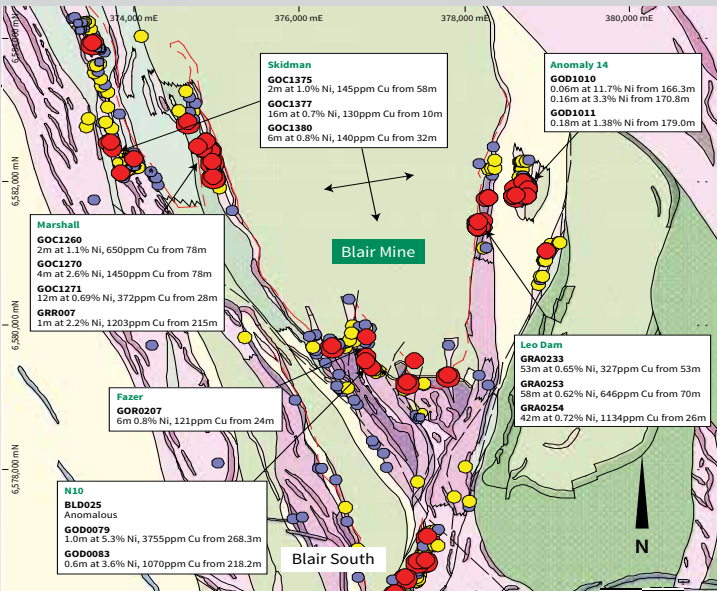 374,000 mE
376,000 mE
378,000 mE
380,000 mE
6,582,000 mN
6,580,000 mN
6,578,000 mN
Skidman
GOC1375
2m at 1.0% Ni, 145ppm Cu from 58m
GOC1377
16m at 0.7% Ni, 130ppm Cu from 10m
GOC1380
6m at 0.8% Ni, 140ppm Cu from 32m
Anomaly 14
GOD1010
0.06m at 11.7% Ni from 166.3m
0.16m at 3.3% Ni from 170.8m
GOD1011
0.18m at 1.38% Ni from 179.0m
Marshall
GOC1260
2m at 1.1% Ni, 650ppm Cu from 78m
GOC1270
4m at 2.6% Ni, 1450ppm Cu from 78m
GOC1271
12m at 0.69% Ni, 372ppm Cu from 28m
GRR007
1m at 2.2% Ni, 1203ppm Cu from 215m
Blair Mine
Leo Dam
GRA0233
53m at 0.65% Ni, 327ppm Cu from 53m
GRA0253
58m at 0.62% Ni, 646ppm Cu from 70m
GRA0254
42m at 0.72% Ni, 1134ppm Cu from 26m
Fazer
GOR0207
6m 0.8% Ni, 121ppm Cu from 24m
N10
BLD025
Anomalous
GOD0079
1.0m at 5.3% Ni, 3755ppm Cu from 268.3m
GOD0083
0.6m at 3.6% Ni, 1070ppm Cu from 218.2m
Blair South
N